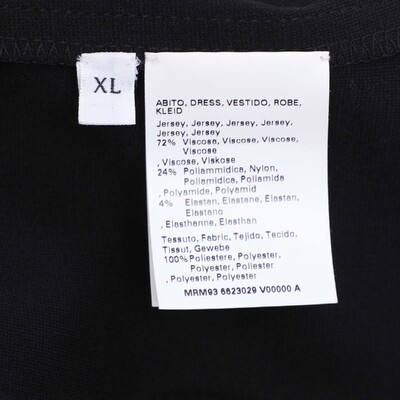 XL
ABITO, DRESS, VESTIDO, ROBE,
KLEID
Jersey, Jersey, Jersey, Jersey,
Jersey, Jersey
72% Viscosa, Viscose, Viscose,
Viscose
, Viscose, Viskose
24% Poliammidica, Nylon,
Poliamidica, Poliamida
, Polyamide, Polyamid
4% Elastan, Elastane, Elastan,
Elastano
, Elasthanne, Elasthan
Tessuto, Fabric, Tejido, Tecido,
Tissut, Gewebe
100% Poliestere, Polyester,
Polyester, Poliester
, Polyester, Polyester
MRM93 6623029 V00000 A